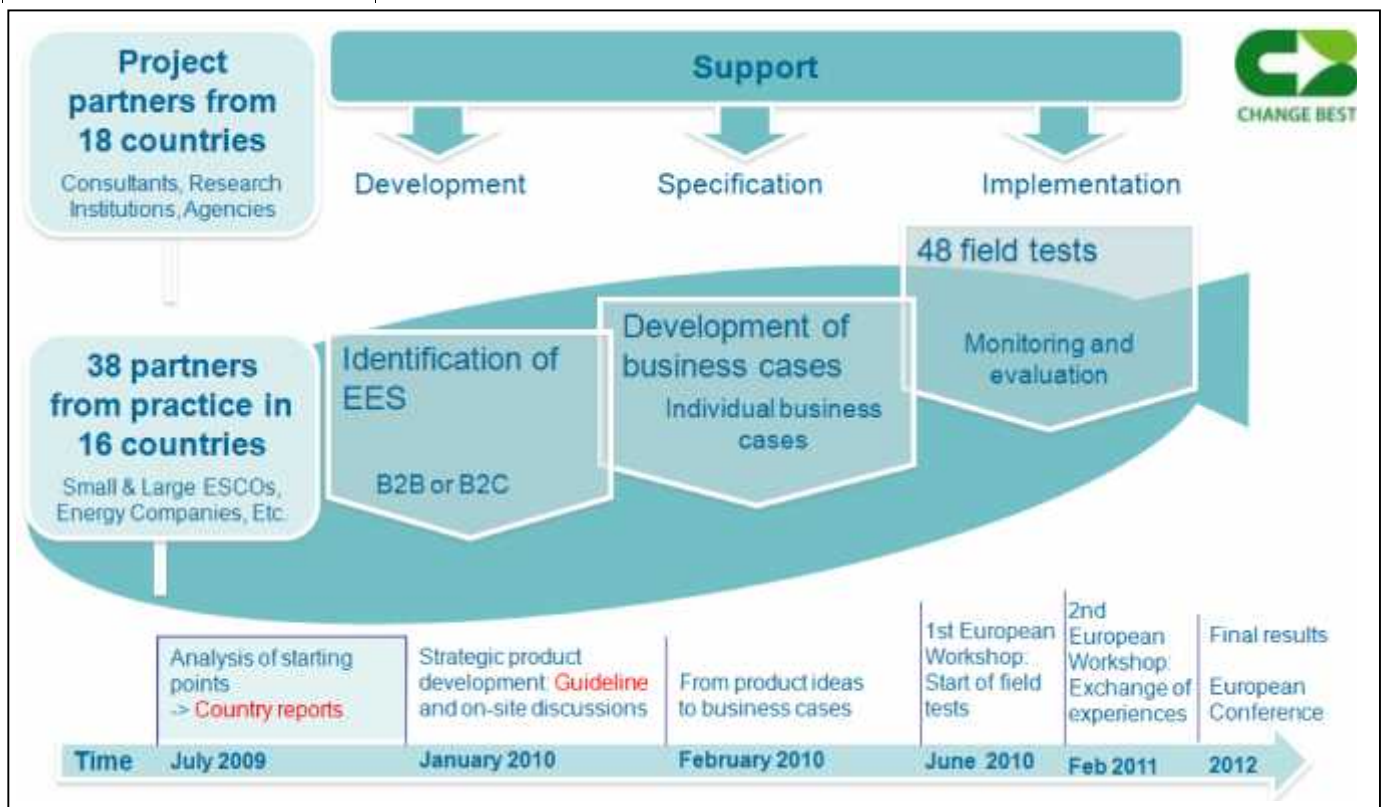 Project
partners from
18 countries
Consultants, Research
Institutions, Agencies
Support
CHANGE BEST
Development
Specification
Implementation
38 partners
from practice in
16 countries
Small & Large ESCOs,
Energy Companies, Etc.
Identification of
EES
B2B or B2C
Development of
business cases
Individual business
cases
48 field tests
Monitoring and
evaluation
Analysis of starting
points
-> Country reports
Strategic product
development: Guideline
and on-site discussions
From product ideas
to business cases
1st European
Workshop:
Start of field
tests
2nd
European
Workshop:
Exchange of
experiences
Final results
European
Conference
Time
July 2009
January 2010
February 2010
June 2010
Feb 2011
2012